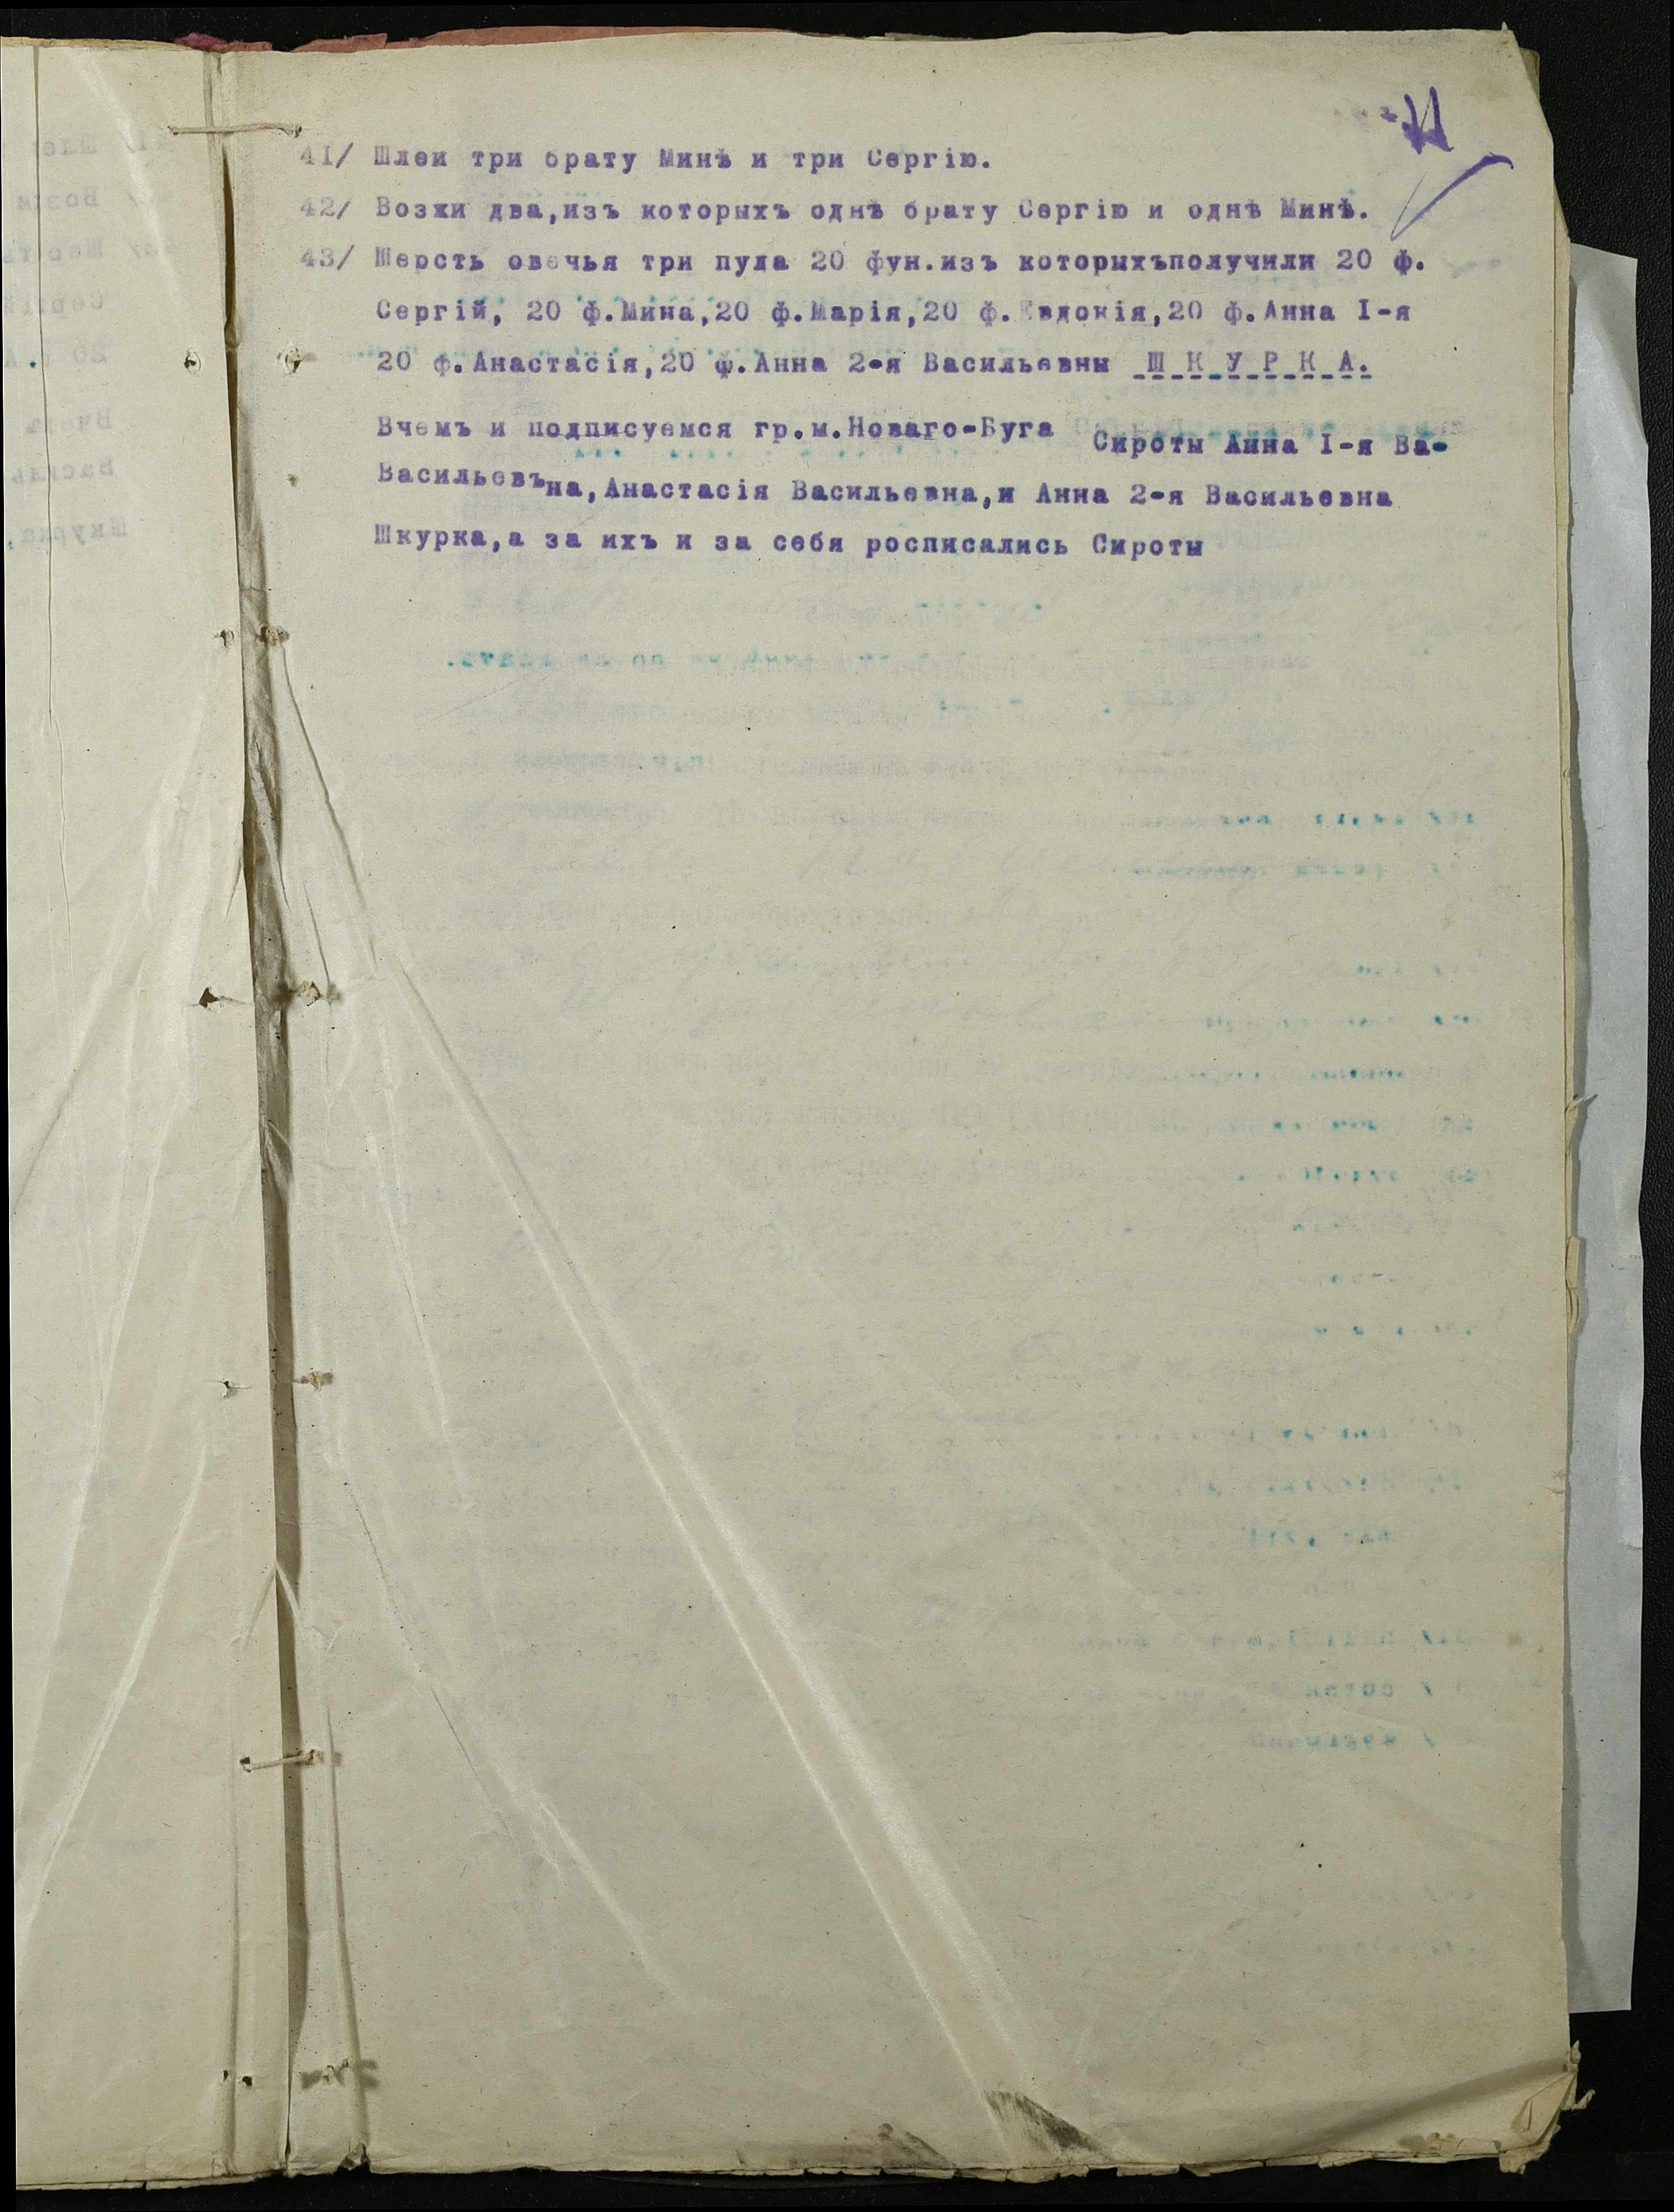 41/ Шлеи три брату Минѣ и три Сергію.
42/ Возжи два,изъ которыхъ однѣ брату Сергію и однѣ Минѣ.
43/ Шерсть овечья три пуда 20 фун.изъ которыхъполучили 20 ф.
Сергій, 20 ф.Мина,20 ф.Марія,20 ф.Евдокія,20 ф.Анна I-я
20 ф.Анастасія,20 ф.Анна 2-я Васильевны Ш К У Р К А.
Вчемъ и подписуемся гр.м.Новаго-Буга Сироты Анна I-я Ва-
Васильевъна,Анастасія Васильевна,и Анна 2-я Васильевна
Шкурка,а за ихъ и за себя росписались Сироты